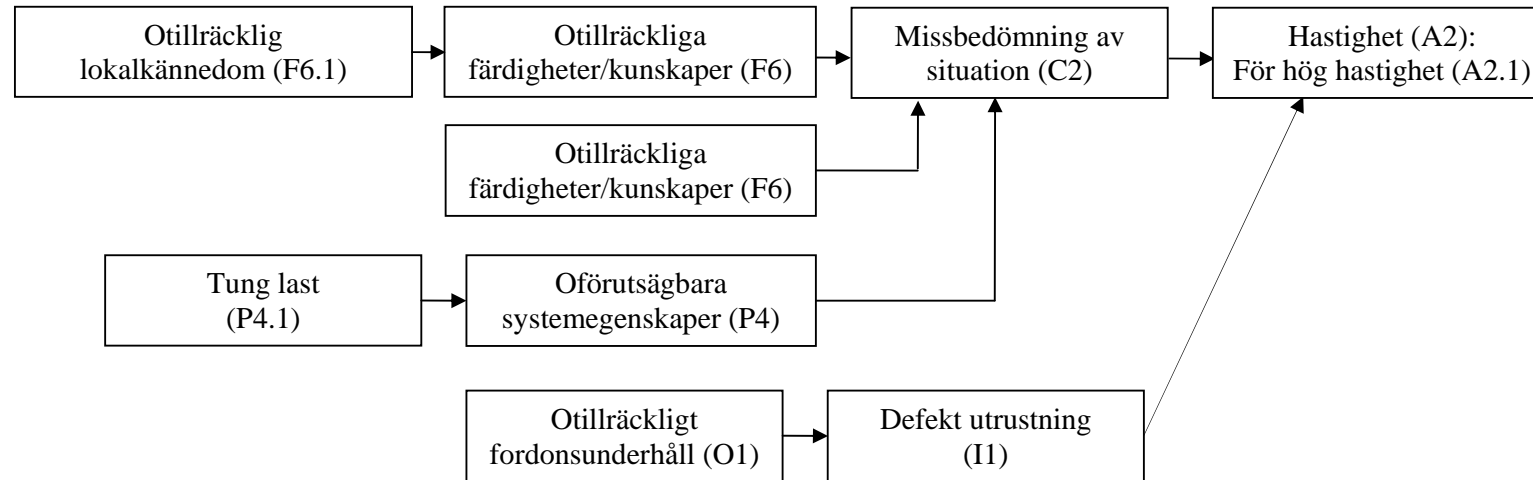 Otillräcklig
lokalkännedom (F6.1)
Otillräckliga
färdigheter/kunskaper (F6)
Missbedömning av
situation (C2)
Hastighet (A2):
För hög hastighet (A2.1)
Otillräckliga
färdigheter/kunskaper (F6)
Tung last
(P4.1)
Oförutsägbara
systemegenskaper (P4)
Otillräckligt
fordonsunderhåll (O1)
Defekt utrustning
(I1)